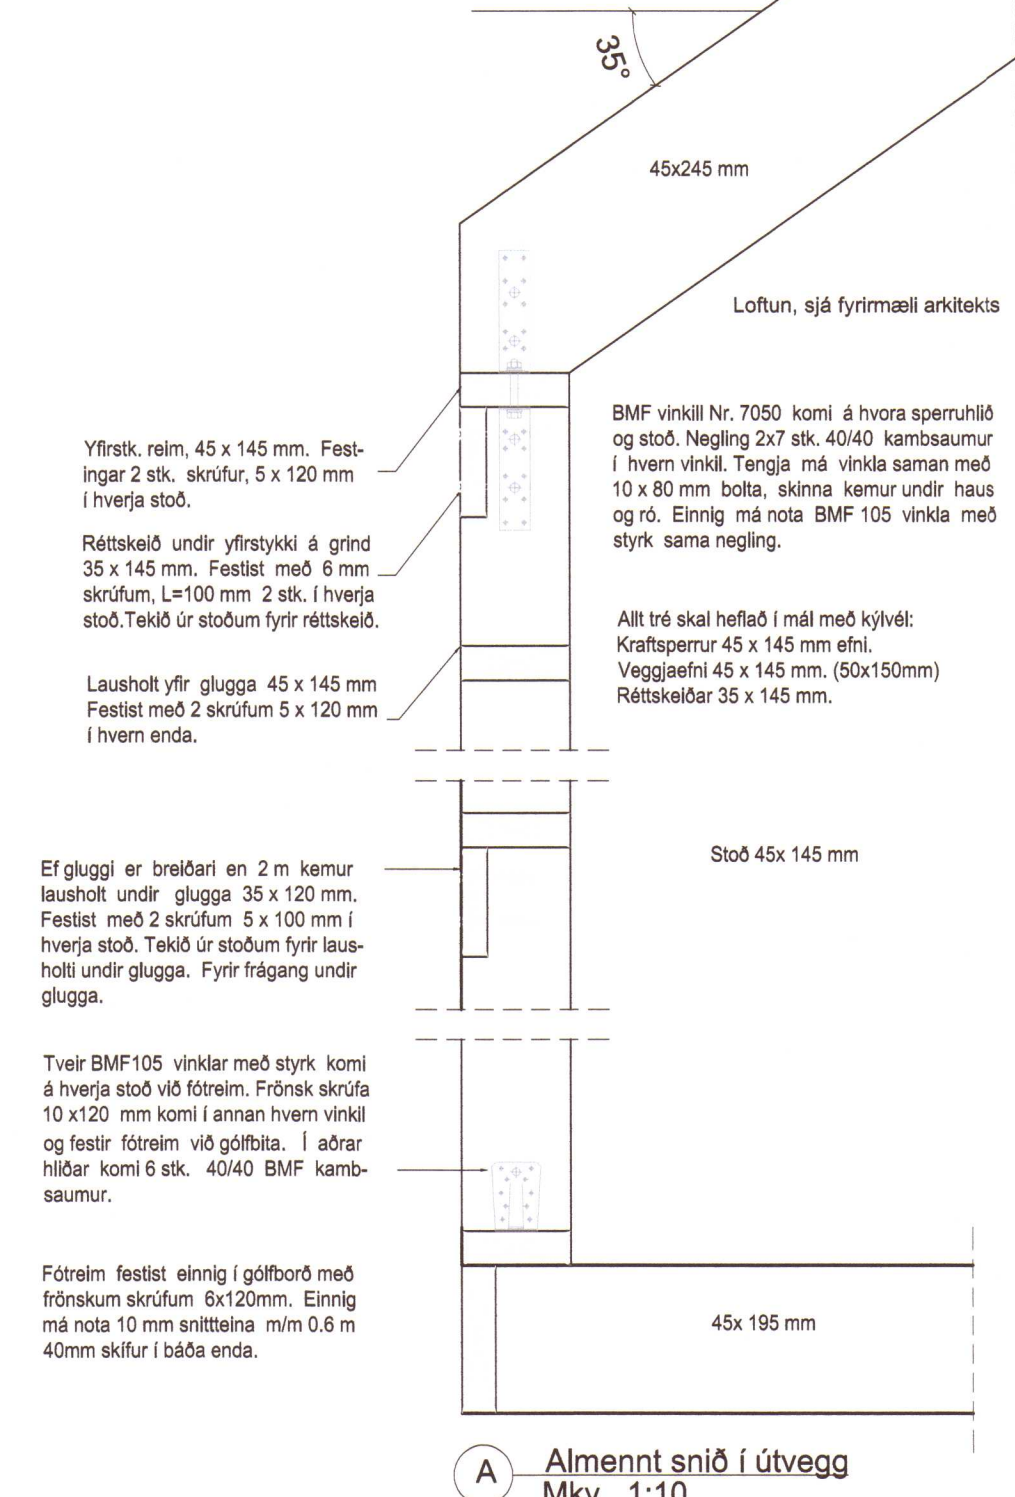 35°
45x245 mm
Loftun, sjá fyrirmæli arkitekts
BMF vinkill Nr. 7050 komi á hvora sperruhlið
og stoð. Negling 2x7 stk. 40/40 kambsaumur
í hvern vinkil. Tengja má vinkla saman með
10 x 80 mm bolta, skinna kemur undir haus
og ró. Einnig má nota BMF 105 vinkla með
styrk sama negling.
Yfirstk. reim, 45 x 145 mm. Fest-
ingar 2 stk. skrúfur, 5 x 120 mm
í hverja stoð.
Réttskeið undir yfirstykki á grind
35 x 145 mm. Festist með 6 mm
skrúfum, L=100 mm 2 stk. í hverja
stoð.Tekið úr stoðum fyrir réttskeið.
Allt tré skal heflað í mál með kýlvél:
Kraftsperrur 45 x 145 mm efni.
Veggjaefni 45 x 145 mm. (50x150mm)
Réttskeiðar 35 x 145 mm.
Lausholt yfir glugga 45 x 145 mm
Festist með 2 skrúfum 5 x 120 mm
í hvern enda.
Stoð 45x 145 mm
Ef gluggi er breiðari en 2 m kemur
lausholt undir glugga 35 x 120 mm.
Festist með 2 skrúfum 5 x 100 mm í
hverja stoð. Tekið úr stoðum fyrir laus-
holti undir glugga. Fyrir frágang undir
glugga.
Tveir BMF105 vinklar með styrk komi
á hverja stoð við fótreim. Frönsk skrúfa
10 x120 mm komi í annan hvern vinkil
og festir fótreim við gólfbita. Í aðrar
hliðar komi 6 stk. 40/40 BMF kamb-
saumur.
Fótreim festist einnig í gólfborð með
frönskum skrúfum 6x120mm. Einnig
má nota 10 mm snittteina m/m 0.6 m
40mm skífur í báða enda.
45x 195 mm
A Almennt snið í útvegg
Mkv. 1:10